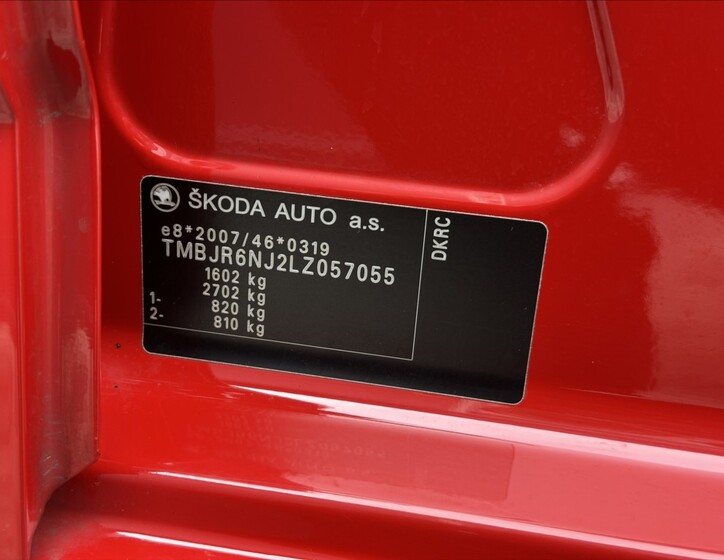 ŠKODA AUTO a.s.
e8*2007/46*0319
TMBJR6NJ2LZ057055
1602 kg
2702 kg
1- 820 kg
2- 810 kg
DKRC